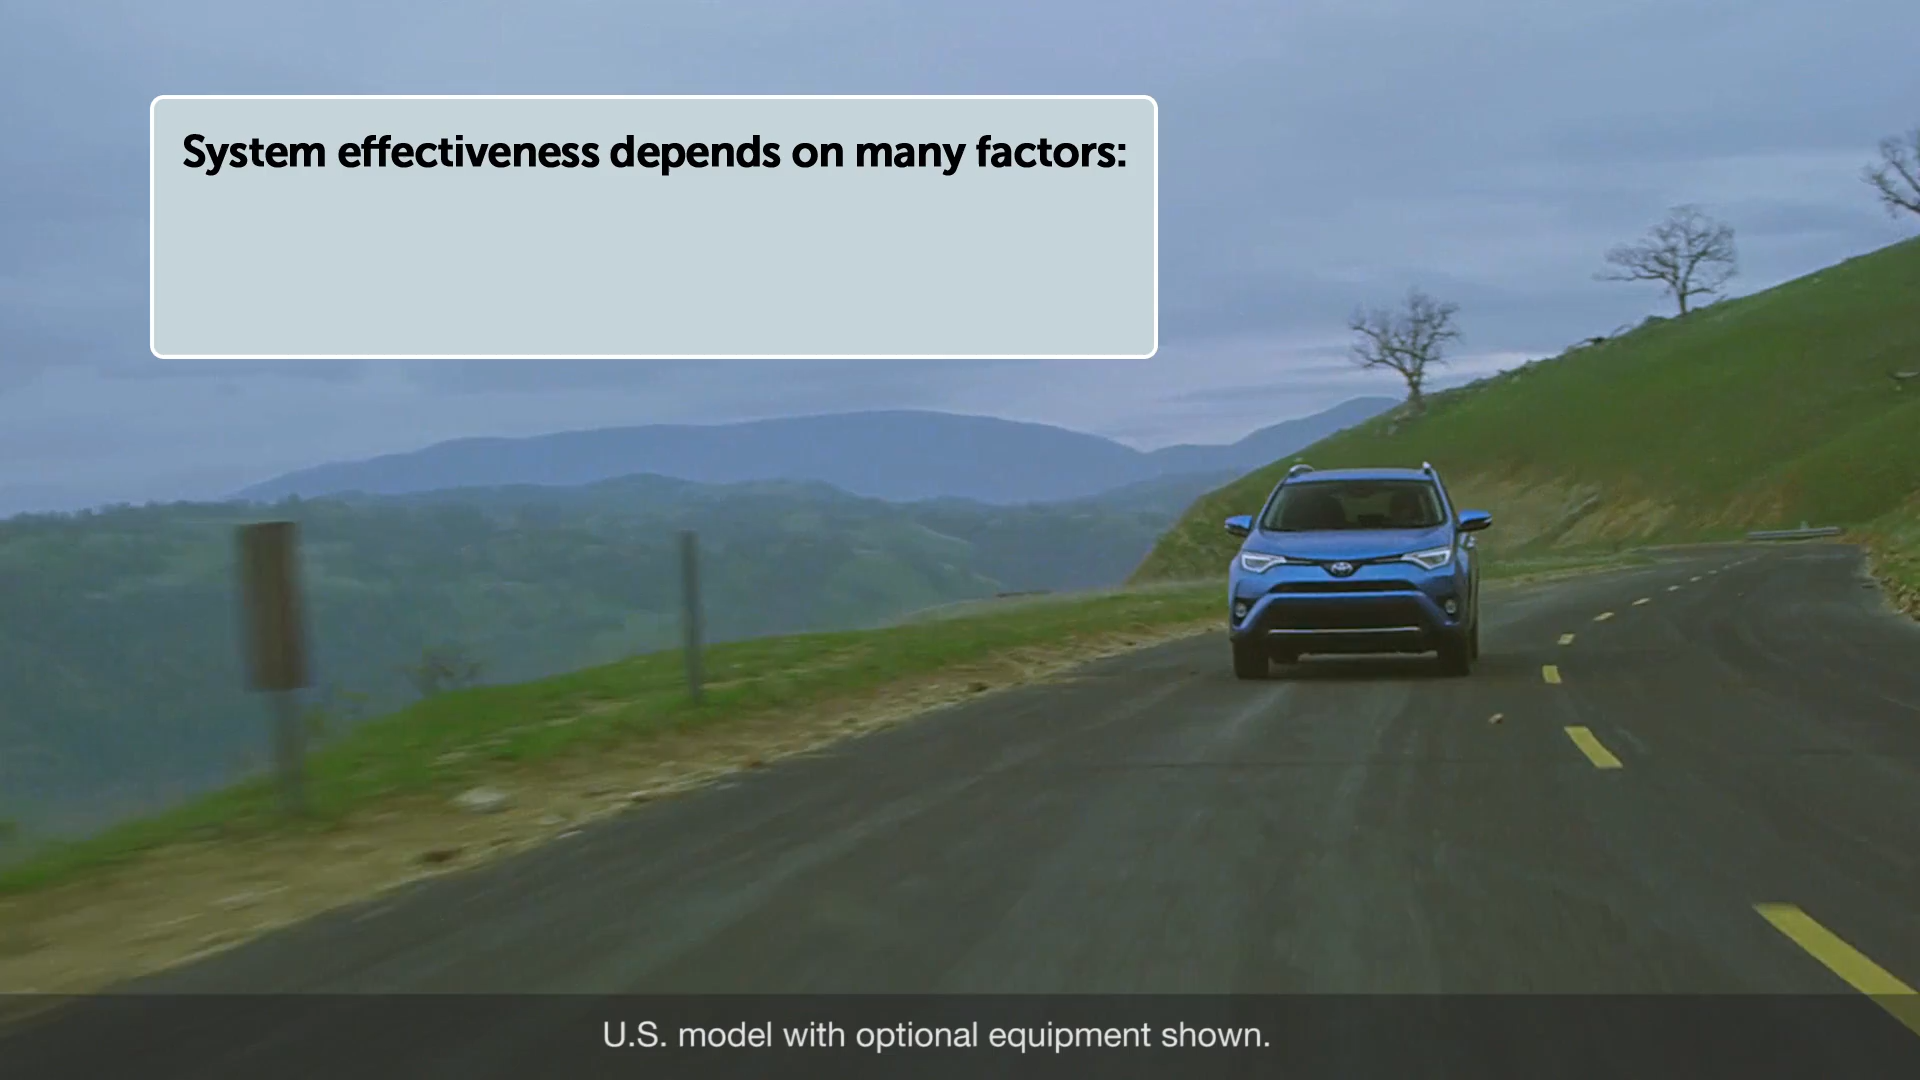 System effectiveness depends on many factors:
U.S. model with optional equipment shown.